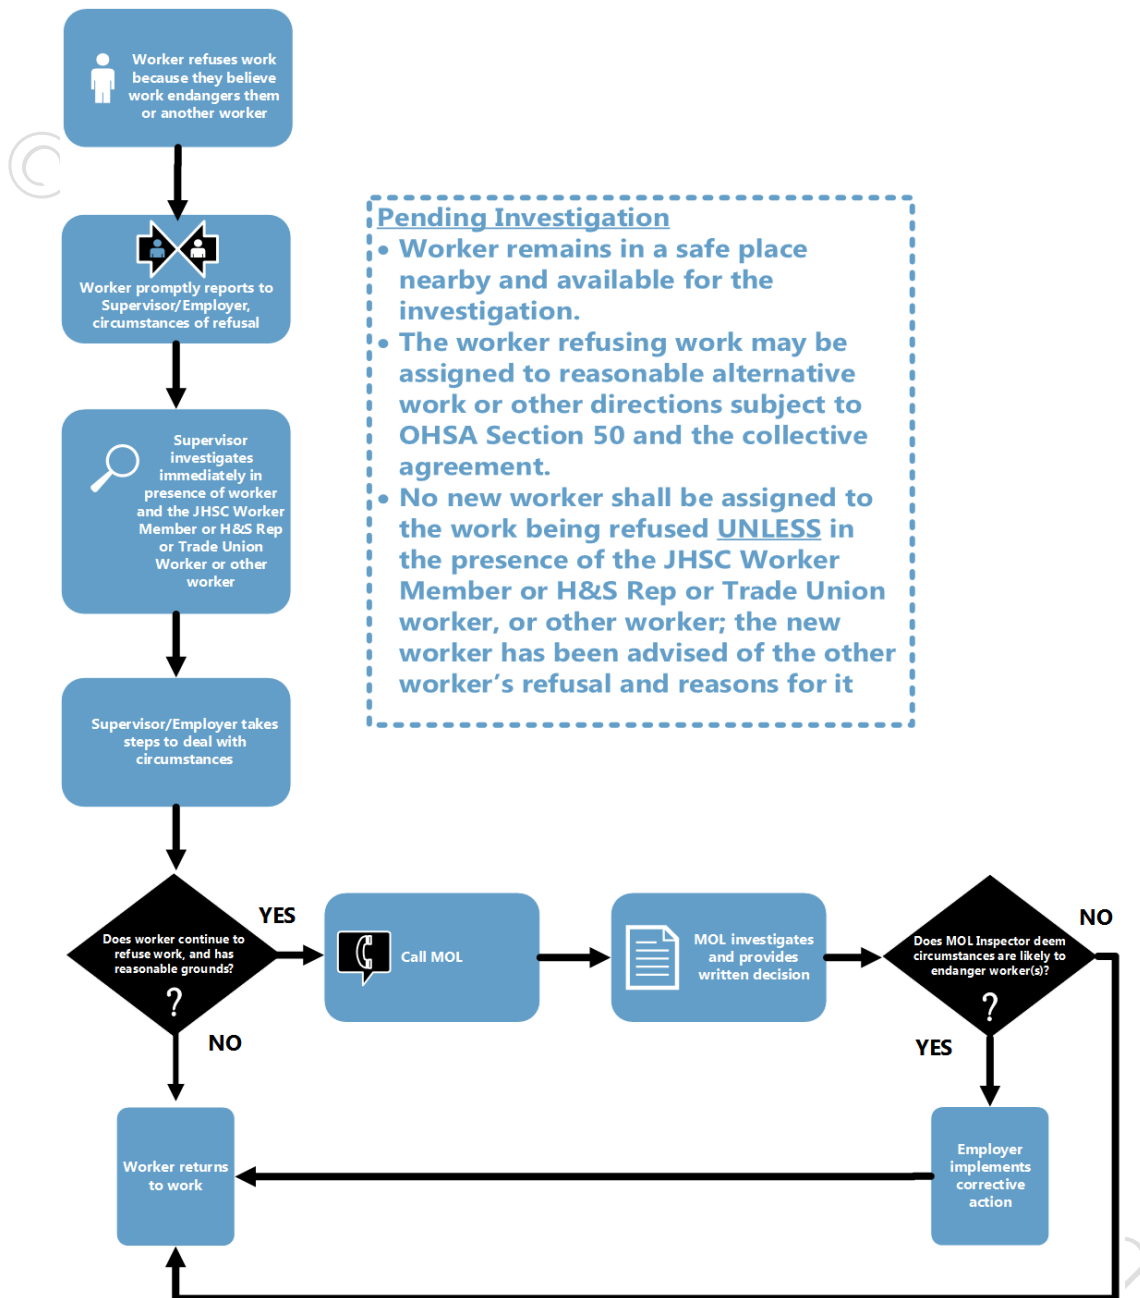 Worker refuses work
because they believe
work endangers them
or another worker
Worker promptly reports to
Supervisor/Employer,
circumstances of refusal
Pending Investigation
• Worker remains in a safe place
nearby and available for the
investigation.
• The worker refusing work may be
assigned to reasonable alternative
work or other directions subject to
OHSA Section 50 and the collective
agreement.
• No new worker shall be assigned to
the work being refused UNLESS in
the presence of the JHSC Worker
Member or H&S Rep or Trade Union
worker, or other worker; the new
worker has been advised of the other
worker's refusal and reasons for it
Supervisor
investigates
immediately in
presence of worker
and the JHSC Worker
Member or H&S Rep
or Trade Union
Worker or other
worker
Supervisor/Employer takes
steps to deal with
circumstances
Does worker continue to
refuse work, and has
reasonable grounds?
?
YES
NO
Call MOL
MOL investigates
and provides
written decision
Does MOL Inspector deem
circumstances are likely to
endanger worker(s)?
?
NO
YES
Worker returns
to work
Employer
implements
corrective
action
©